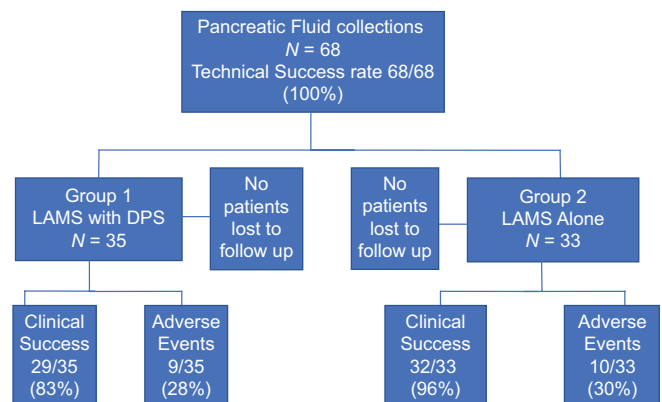 Pancreatic Fluid collections
N = 68
Technical Success rate 68/68
(100%)
Group 1
LAMS with DPS
N = 35
No
patients
lost to
follow up
No
patients
lost to
follow up
Group 2
LAMS Alone
N = 33
Clinical
Success
29/35
(83%)
Adverse
Events
9/35
(28%)
Clinical
Success
32/33
(96%)
Adverse
Events
10/33
(30%)